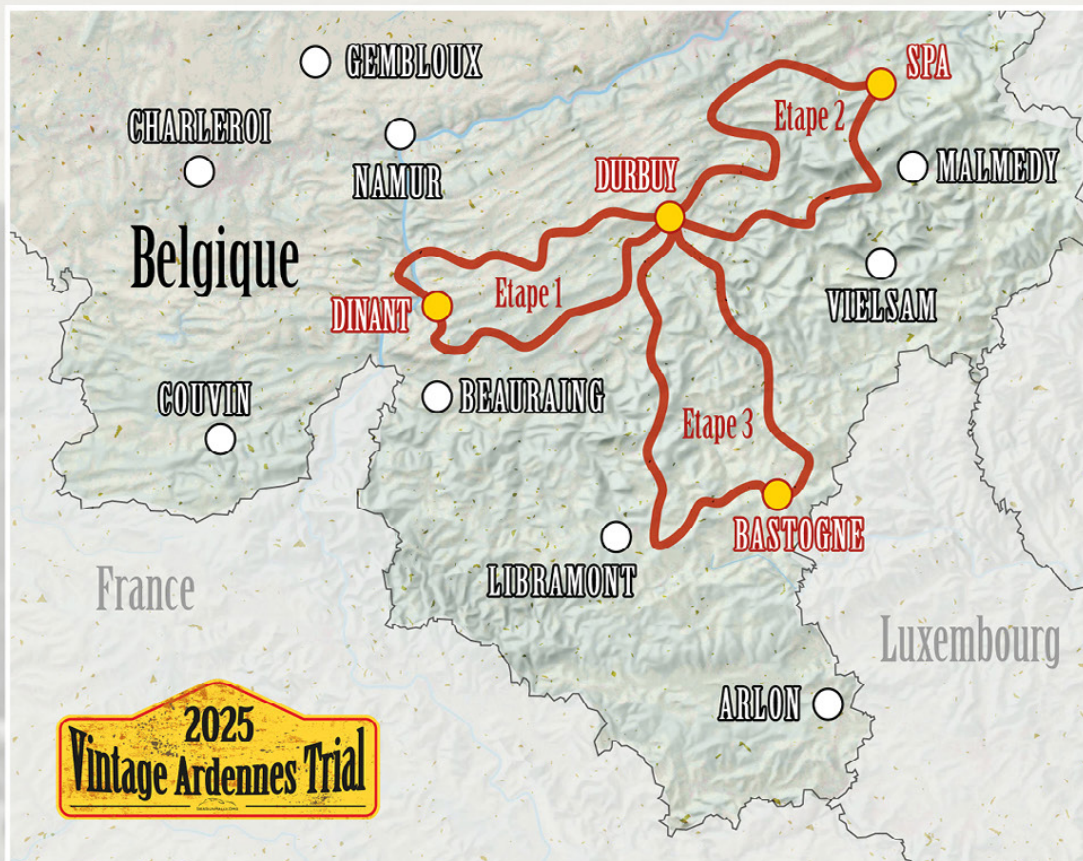 GEMBLOUX
SPA
CHARLEROI
Etape 2
NAMUR
DURBUY
MALMEDY
Belgique
Etape 1
DINANT
VIELSAM
COUVIN
BEAURAING
Etape 3
BASTOGNE
LIBRAMONT
France
Luxembourg
ARLON
2025
Vintage Ardennes Trial